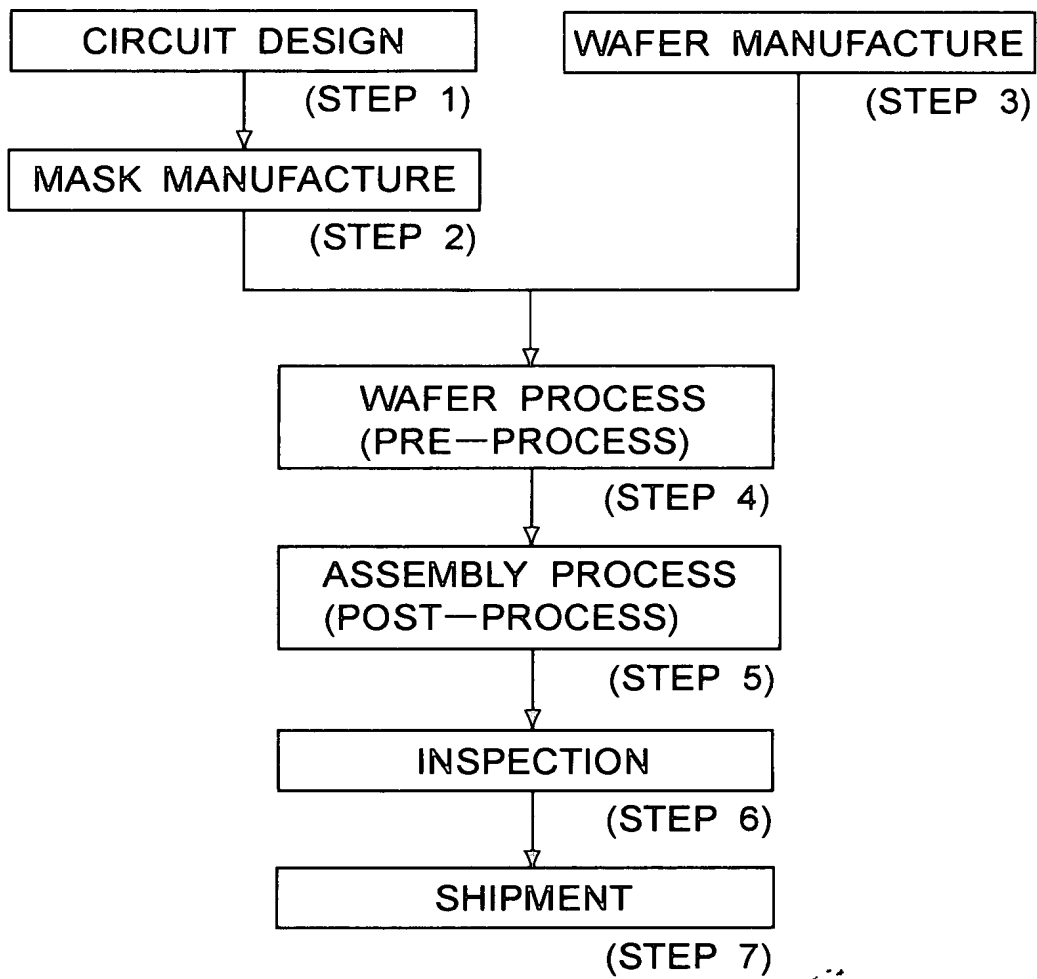 CIRCUIT DESIGN
(STEP 1)
MASK MANUFACTURE
(STEP 2)
WAFER MANUFACTURE
(STEP 3)
WAFER PROCESS
(PRE—PROCESS)
(STEP 4)
ASSEMBLY PROCESS
(POST—PROCESS)
(STEP 5)
INSPECTION
(STEP 6)
SHIPMENT
(STEP 7)